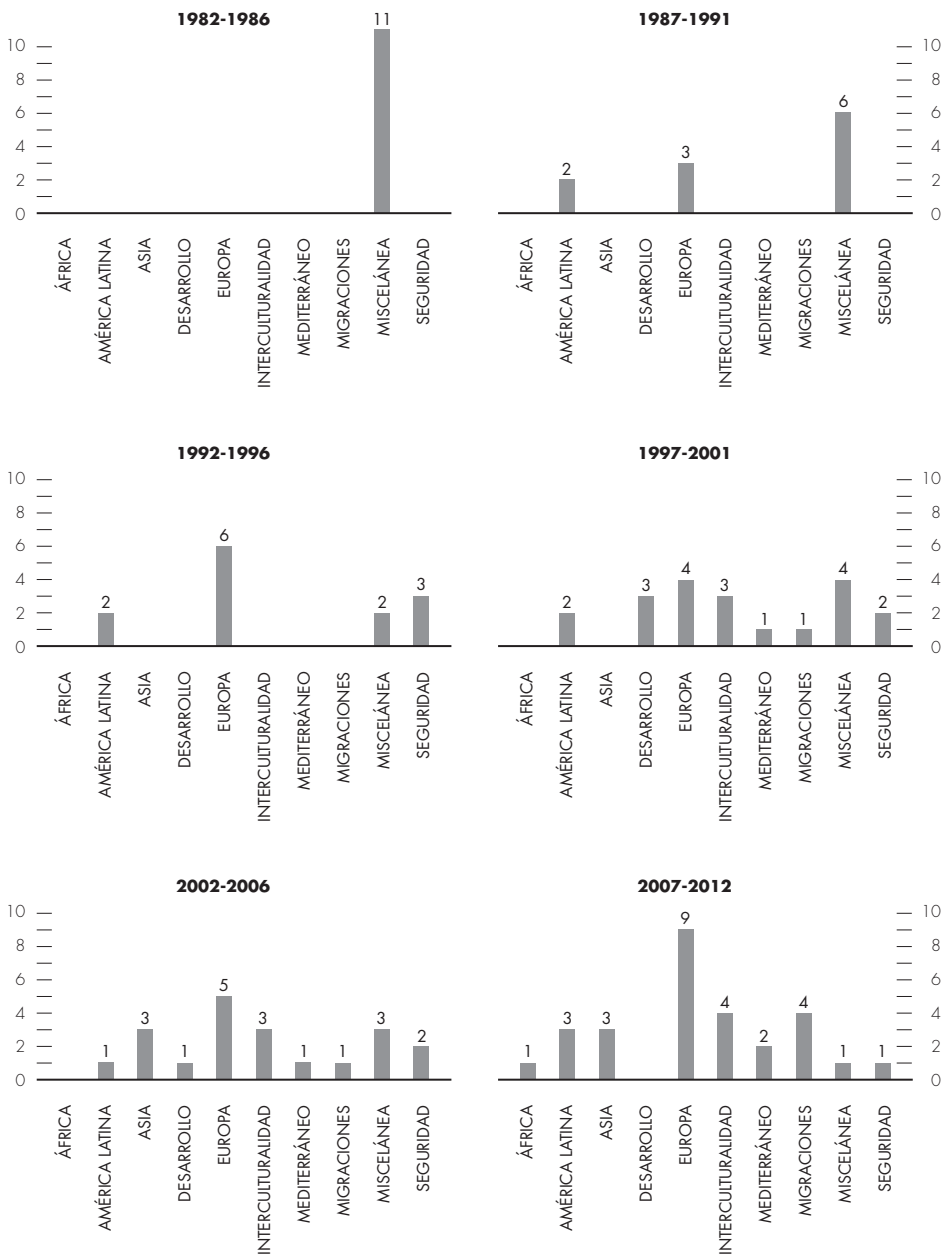 1982-1986
11
10
8
6
4
2
0
ÁFRICA
AMÉRICA LATINA
ASIA
DESARROLLO
EUROPA
INTERCULTURALIDAD
MEDITERRÁNEO
MIGRACIONES
MISCELÁNEA
SEGURIDAD
1987-1991
2
3
6
10
8
6
4
2
0
ÁFRICA
AMÉRICA LATINA
ASIA
DESARROLLO
EUROPA
INTERCULTURALIDAD
MEDITERRÁNEO
MIGRACIONES
MISCELÁNEA
SEGURIDAD
1992-1996
10
8
6
4
2
0
2
6
2
3
ÁFRICA
AMÉRICA LATINA
ASIA
DESARROLLO
EUROPA
INTERCULTURALIDAD
MEDITERRÁNEO
MIGRACIONES
MISCELÁNEA
SEGURIDAD
1997-2001
2
3
4
3
1
1
4
2
10
8
6
4
2
0
ÁFRICA
AMÉRICA LATINA
ASIA
DESARROLLO
EUROPA
INTERCULTURALIDAD
MEDITERRÁNEO
MIGRACIONES
MISCELÁNEA
SEGURIDAD
2002-2006
10
8
6
4
2
0
1
3
1
5
3
1
1
3
2
ÁFRICA
AMÉRICA LATINA
ASIA
DESARROLLO
EUROPA
INTERCULTURALIDAD
MEDITERRÁNEO
MIGRACIONES
MISCELÁNEA
SEGURIDAD
2007-2012
1
3
3
9
4
2
4
1
1
10
8
6
4
2
0
ÁFRICA
AMÉRICA LATINA
ASIA
DESARROLLO
EUROPA
INTERCULTURALIDAD
MEDITERRÁNEO
MIGRACIONES
MISCELÁNEA
SEGURIDAD